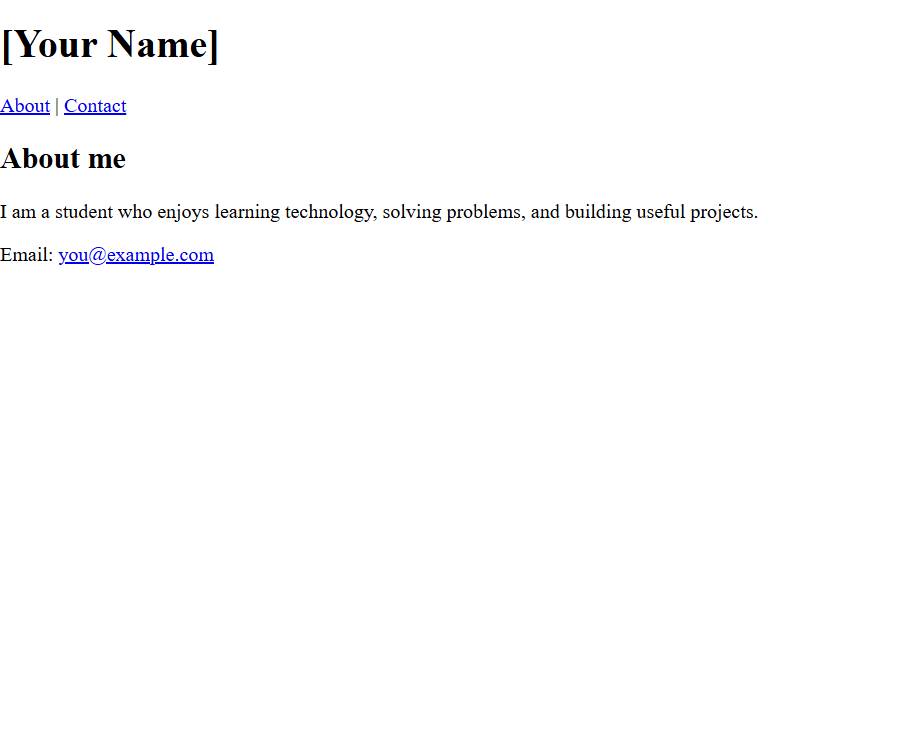 [Your Name]
About | Contact
About me
I am a student who enjoys learning technology, solving problems, and building useful projects.
Email: you@example.com